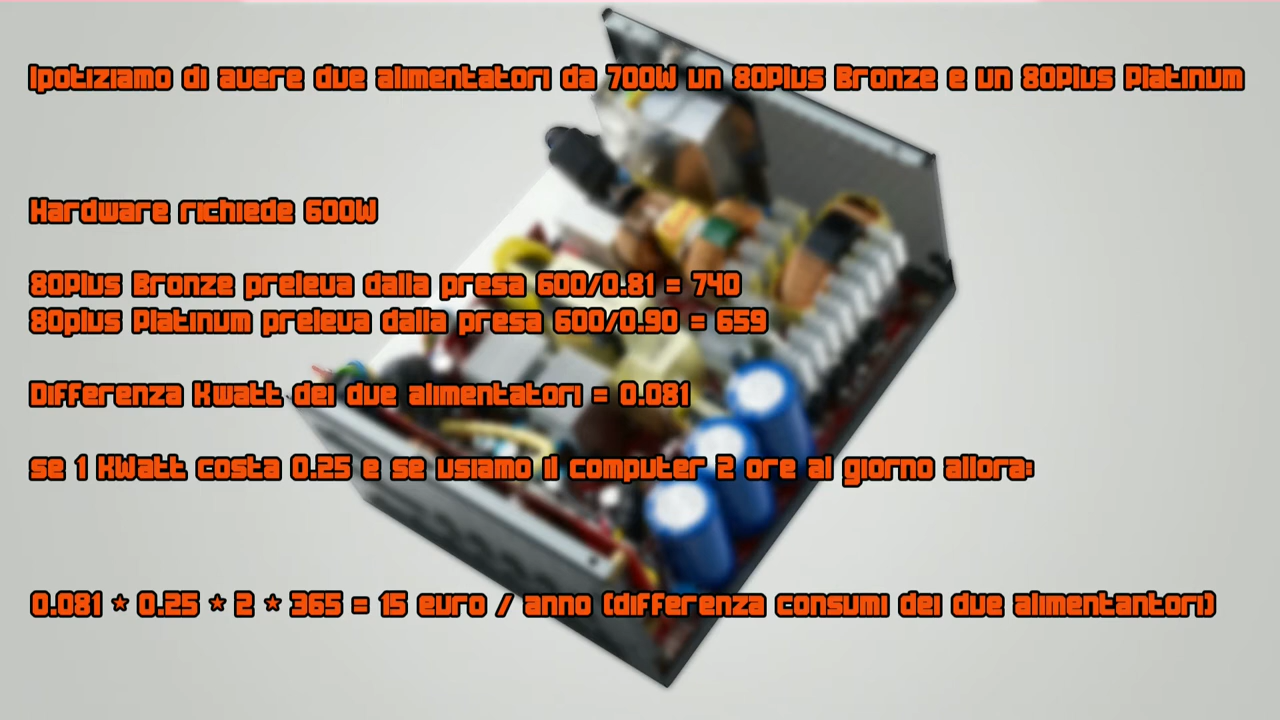 Ipotiziamo di avere due alimentatori da 700W un 80Plus Bronze e un 80Plus Platinum
Hardware richiede 600W
80Plus Bronze preleva dalla presa 600/0.81 = 740
80plus Platinum preleva dalla presa 600/0.90 = 659
Differenza Kwatt dei due alimentatori = 0.081
se 1 KWatt costa 0.25 e se usiamo il computer 2 ore al giorno allora:
0.081 * 0.25 * 2 * 365 = 15 euro / anno (differenza consumi dei due alimentantori)